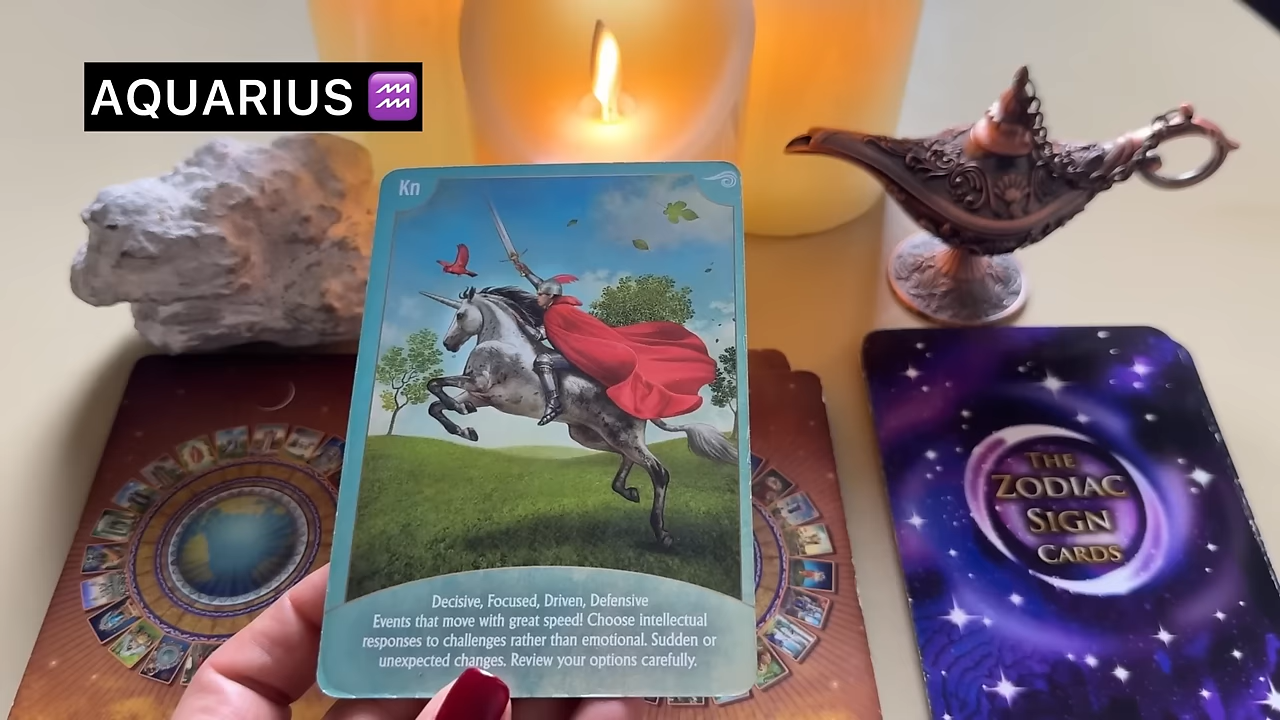 AQUARIUS ♒
Kn
Decisive, Focused, Driven, Defensive
Events that move with great speed! Choose intellectual
responses to challenges rather than emotional. Sudden or
unexpected changes. Review your options carefully.
THE
ZODIAC
SIGN
CARDS